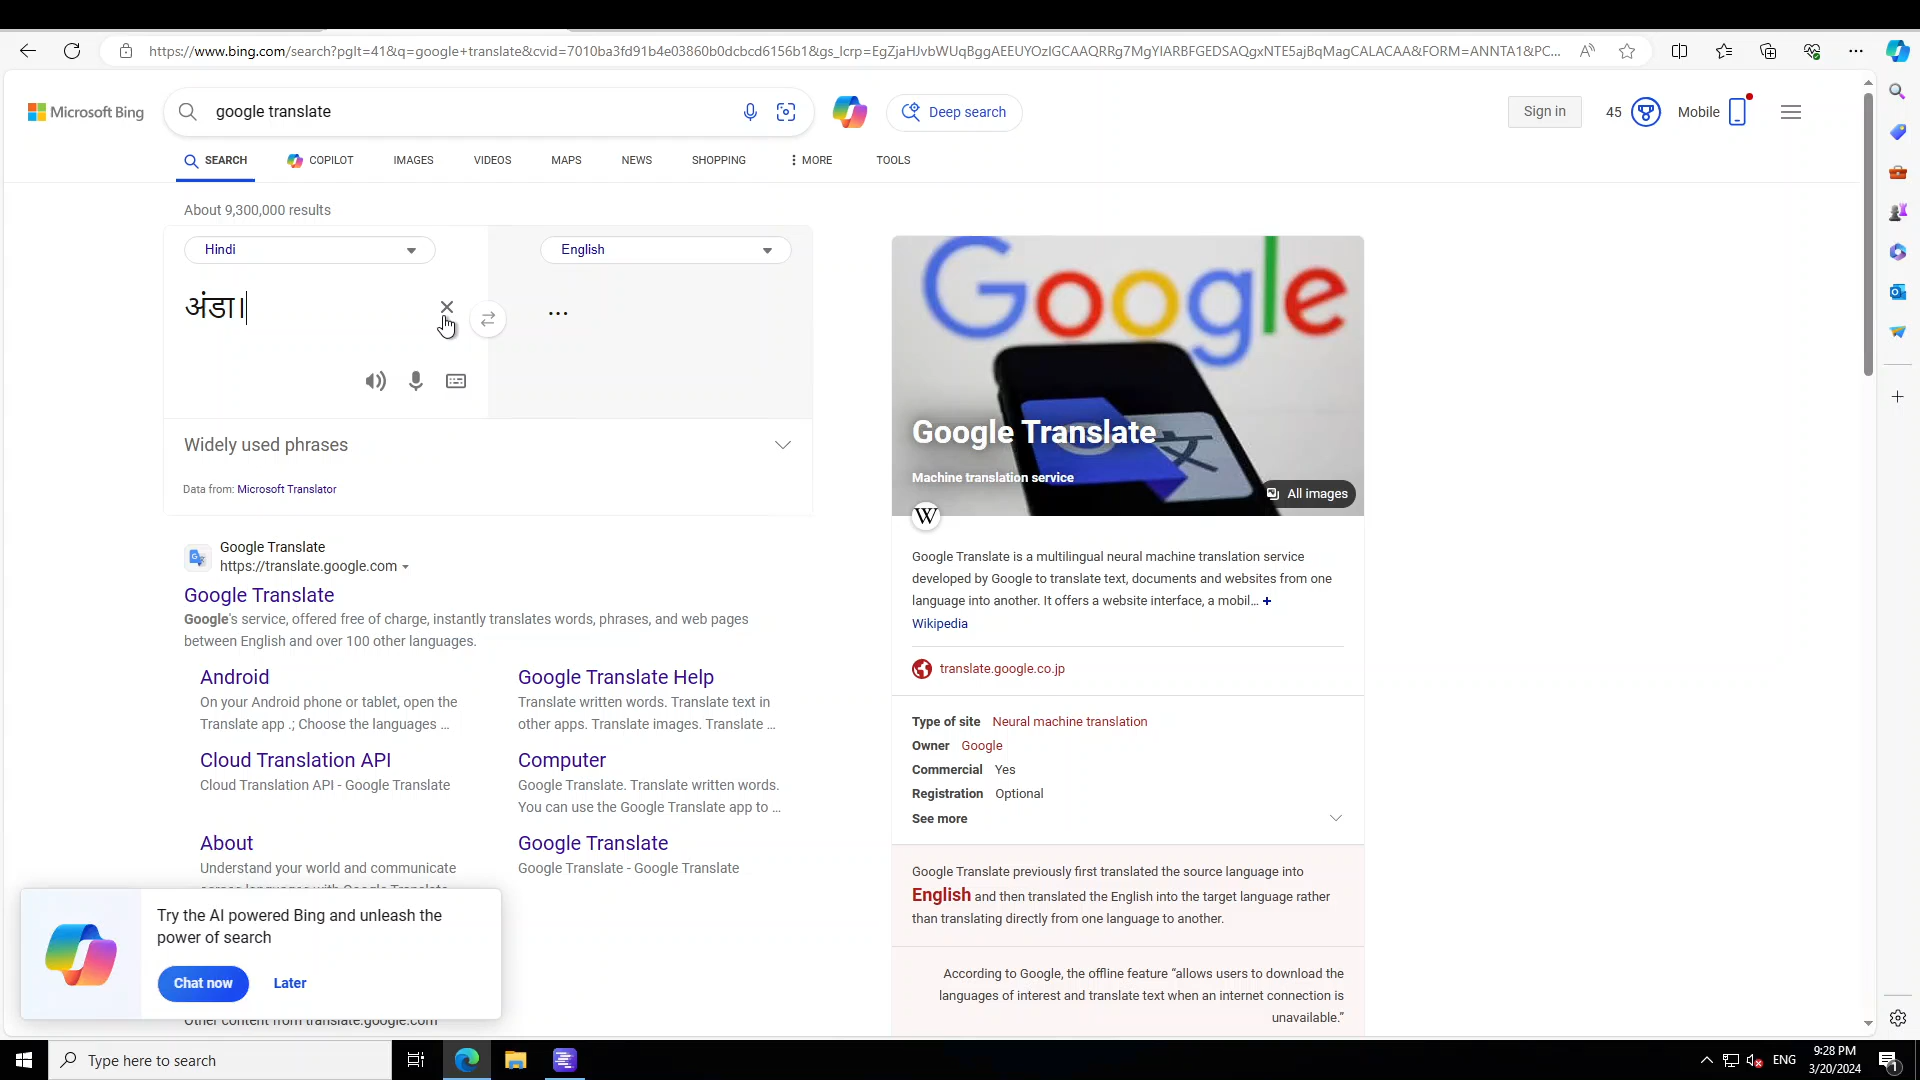 https://www.bing.com/search?pglt=41&q=google+translate&cvid=7010ba3fd91b4e03860b0dcbcd6156b1&gs_lcrp=EgZjaHJvbWUqBggAEEUYOzIGCAAQRRg7MgYIARBFGEDSAQgxNTE5ajBqMagCALACAA&FORM=ANNTA1&PC...
Microsoft Bing
google translate
Deep search
Sign in
45
Mobile
SEARCH
COPILOT
IMAGES
VIDEOS
MAPS
NEWS
SHOPPING
MORE
TOOLS
About 9,300,000 results
Hindi
English
अंडा।
...
Widely used phrases
Data from: Microsoft Translator
Google Translate
https://translate.google.com
Google Translate
Google's service, offered free of charge, instantly translates words, phrases, and web pages
between English and over 100 other languages.
Android
On your Android phone or tablet, open the
Translate app .; Choose the languages ...
Google Translate Help
Translate written words. Translate text in
other apps. Translate images. Translate ...
Cloud Translation API
Cloud Translation API - Google Translate
Computer
Google Translate. Translate written words.
You can use the Google Translate app to ...
About
Understand your world and communicate
Google Translate
Google Translate - Google Translate
Try the AI powered Bing and unleash the
power of search
Chat now
Later
Other content from translate.google.com
Google
Google Translate
Machine translation service
All images
W
Google Translate is a multilingual neural machine translation service
developed by Google to translate text, documents and websites from one
language into another. It offers a website interface, a mobil... +
Wikipedia
translate.google.co.jp
Type of site Neural machine translation
Owner Google
Commercial Yes
Registration Optional
See more
Google Translate previously first translated the source language into
English and then translated the English into the target language rather
than translating directly from one language to another.
According to Google, the offline feature “allows users to download the
languages of interest and translate text when an internet connection is
unavailable.”
Type here to search
ENG
9:28 PM
3/20/2024
1